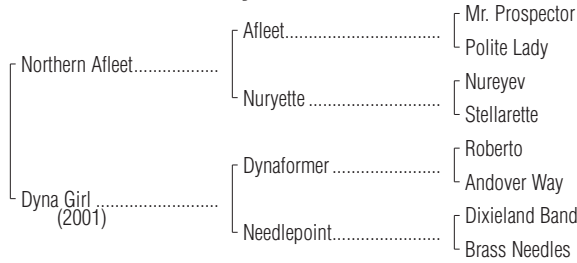 Mr. Prospector
Afleet
Polite Lady
Northern Afleet
Nureyev
Nuryette
Stellarette
Roberto
Dynaformer
Andover Way
Dyna Girl
(2001)
Dixieland Band
Needlepoint
Brass Needles